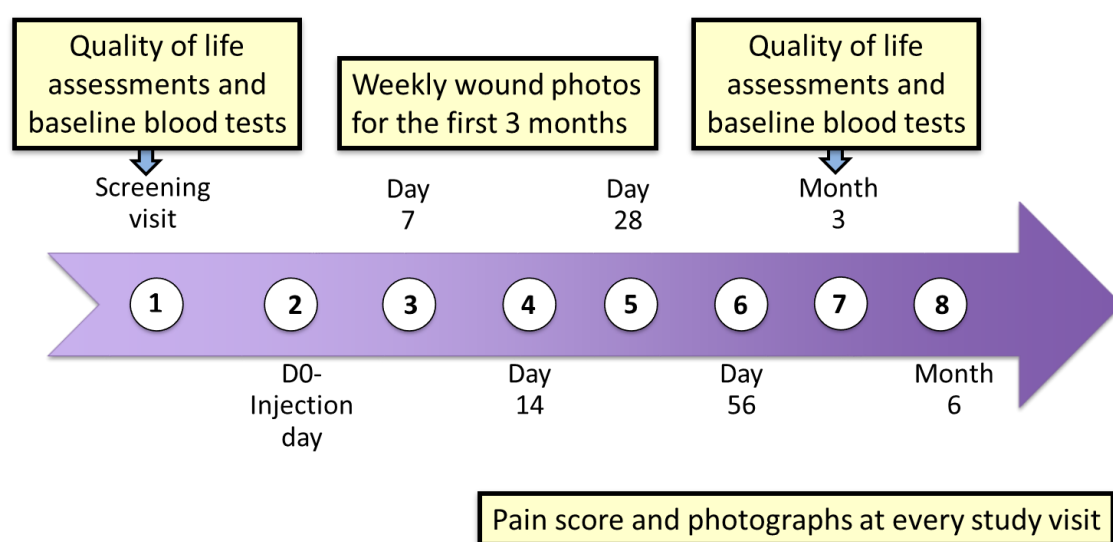 Quality of life
assessments and
baseline blood tests
Weekly wound photos
for the first 3 months
Quality of life
assessments and
baseline blood tests
Screening
visit
Day
7
Day
28
Month
3
1
2
3
4
5
6
7
8
D0-
Injection
day
Day
14
Day
56
Month
6
Pain score and photographs at every study visit